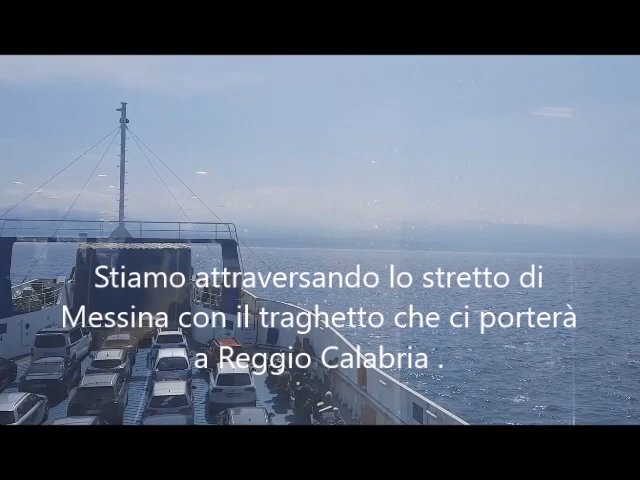 Stiamo attraversando lo stretto di
Messina con il traghetto che ci porterà
a Reggio Calabria .